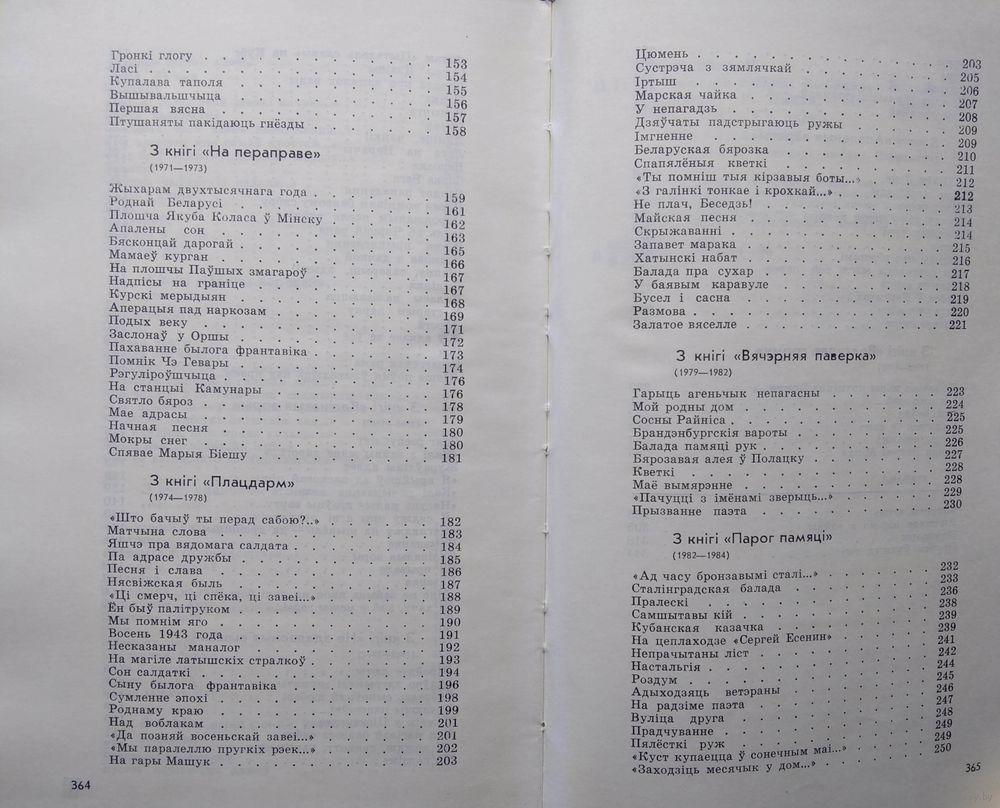 Гронкі глогу . . . . . . . . . . 153
Ласі . . . . . . . . . . 154
Купалава таполя . . . . . . . . . . 155
Вышывальшчыца . . . . . . . . . . 156
Першая вясна . . . . . . . . . . 157
Птушаняты пакідаюць гнёзды . . . . . . . 158
З кнігі «На пераправе»
(1971—1973)
Жыхарам двухтысячнага года . . . . . . . 159
Роднай Беларусі . . . . . . . . . . 161
Плошча Якуба Коласа ў Мінску . . . . . . 162
Апалены сон . . . . . . . . . . 163
Бясконцай дарогай . . . . . . . . . . 165
Мамаеў курган . . . . . . . . . . 166
На плошчы Паўшых змагароў . . . . . . . 167
Надпісы на граніце . . . . . . . . . 167
Курскі мерыдыян . . . . . . . . . . 168
Аперацыя пад наркозам . . . . . . . . 169
Подых веку . . . . . . . . . . 171
Заслонаў у Оршы . . . . . . . . . . 172
Пахаванне былога франтавіка . . . . . . . 173
Помнік Чэ Гевары . . . . . . . . . . 174
Рэгуліроўшчыца . . . . . . . . . . 176
На станцыі Камунары . . . . . . . . 176
Святло бяроз . . . . . . . . . . 178
Мае адрасы . . . . . . . . . . 179
Начная песня . . . . . . . . . . 180
Мокры снег . . . . . . . . . . 180
Спявае Марыя Біешу . . . . . . . . . 181
З кнігі «Плацдарм»
(1974—1978)
«Што бачыў ты перад сабою?..» . . . . . . 182
Матчына слова . . . . . . . . . . 183
Яшчэ пра вядомага салдата . . . . . . . 184
Па адрасе дружбы . . . . . . . . . . 185
Песня і слава . . . . . . . . . . 186
Нясвіжская быль . . . . . . . . . . 187
«Ці смерч, ці спёка, ці завеі...» . . . . . . 188
Ён быў палітруком . . . . . . . . . . 189
Мы помнім яго . . . . . . . . . . 190
Восень 1943 года . . . . . . . . . . 191
Несказаны маналог . . . . . . . . . 192
На магіле латышскіх стралкоў . . . . . . . 193
Сон салдаткі . . . . . . . . . . 194
Сыну былога франтавіка . . . . . . . . 196
Сумленне эпохі . . . . . . . . . . 198
Роднаму краю . . . . . . . . . . 199
Над воблакам . . . . . . . . . . 201
«Да позняй восеньскай завеі...» . . . . . . 201
«Мы паралеллю пругкіх рэек...» . . . . . . 202
На гары Машук . . . . . . . . . . 203
364
Цюмень . . . . . . . . . . 203
Сустрэча з зямлячкай . . . . . . . . 205
Іртыш . . . . . . . . . . 206
Марская чайка . . . . . . . . . . 207
У непагадзь . . . . . . . . . . 208
Дзяўчаты падстрыгаюць ружы . . . . . . 209
Імгненне . . . . . . . . . . 209
Беларуская бярозка . . . . . . . . . 210
Спапялёныя кветкі . . . . . . . . . 211
«Ты помніш тыя кірзавыя боты...» . . . . . 212
«З галінкі тонкае і крохкай...» . . . . . . 212
Не плач, Беседзь! . . . . . . . . . . 213
Майская песня . . . . . . . . . . 214
Скрыжаванні . . . . . . . . . . 214
Запавет марака . . . . . . . . . . 215
Хатынскі набат . . . . . . . . . . 216
Балада пра сухар . . . . . . . . . . 217
У баявым каравуле . . . . . . . . . 218
Бусел і сасна . . . . . . . . . . 219
Размова . . . . . . . . . . 220
Залатое вяселле . . . . . . . . . . 221
З кнігі «Вячэрняя паверка»
(1979—1982)
Гарыць агеньчык непагасны . . . . . . . 223
Мой родны дом . . . . . . . . . . 224
Сосны Райніса . . . . . . . . . . 225
Брандэнбургскія вароты . . . . . . . . 225
Балада памяці рук . . . . . . . . . 226
Бярозавая алея ў Полацку . . . . . . . 227
Кветкі . . . . . . . . . . 228
Маё вымярэнне . . . . . . . . . . 228
«Пачуцці з іменамі зверыць...» . . . . . . 229
Прызванне паэта . . . . . . . . . . 230
З кнігі «Парог памяці»
(1982—1984)
«Ад часу бронзавымі сталі...» . . . . . . 232
Сталінградская балада . . . . . . . . 233
Пралескі . . . . . . . . . . 236
Самшытавы кій . . . . . . . . . . 238
Кубанская казачка . . . . . . . . . 239
На цеплаходзе «Сергей Есенин» . . . . . . 239
Непрачытаны ліст . . . . . . . . . 241
Настальгія . . . . . . . . . . 242
Роздум . . . . . . . . . . 244
Адыходзяць ветэраны . . . . . . . . 245
На радзіме паэта . . . . . . . . . 246
Вуліца друга . . . . . . . . . . 247
Прадчуванне . . . . . . . . . . 248
Пялёсткі руж . . . . . . . . . . 249
«Куст купаецца ў сонечным маі...» . . . . . 249
«Заходзіць месячык у дом...» . . . . . . 250
365